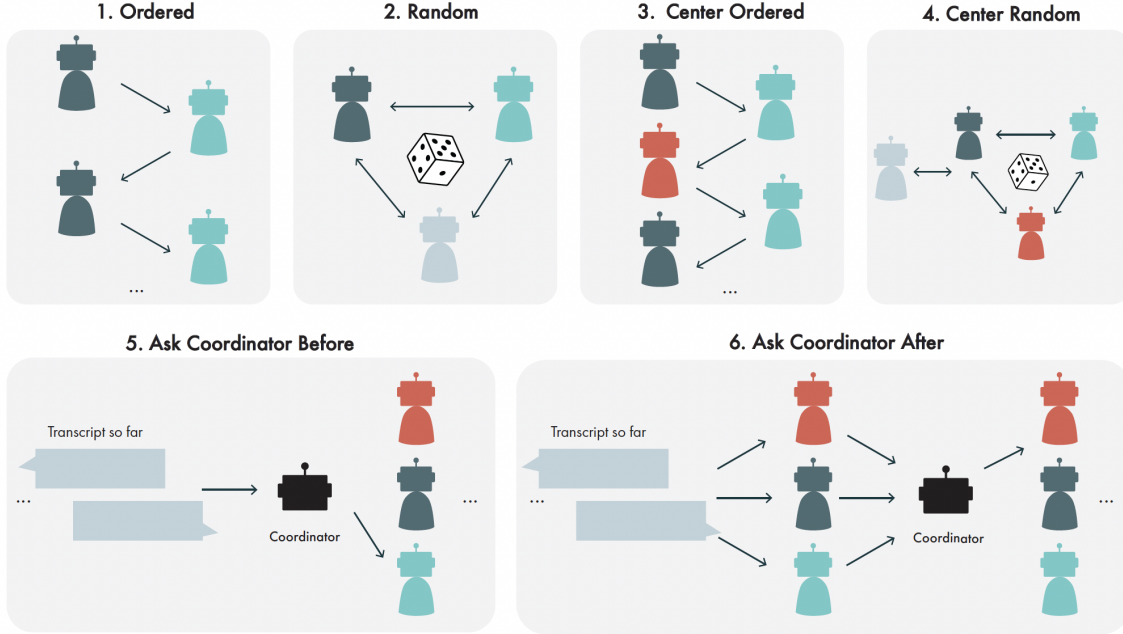 1. Ordered
2. Random
3. Center Ordered
4. Center Random
...
...
5. Ask Coordinator Before
6. Ask Coordinator After
Transcript so far
...
Coordinator
...
Transcript so far
...
Coordinator
...